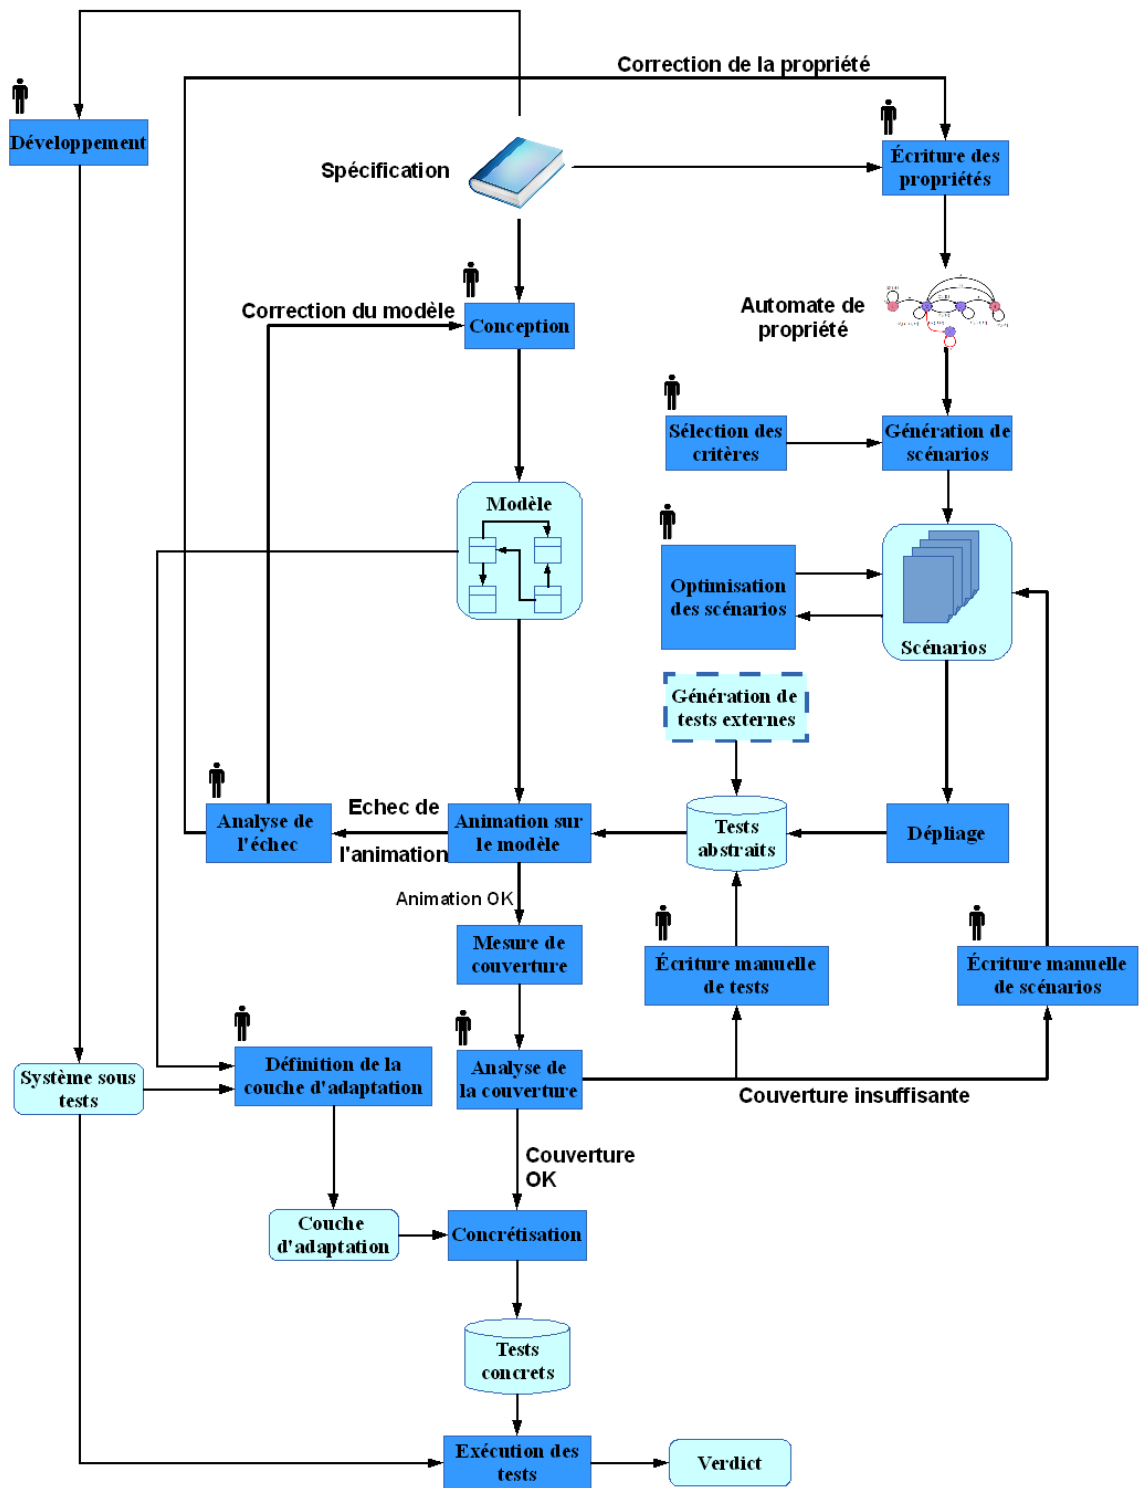 Correction de la propriété
Développement
Spécification
Écriture des
propriétés
Correction du modèle
Conception
Automate de
propriété
Sélection des
critères
Génération de
scénarios
Modèle
Optimisation
des scénarios
Scénarios
Génération de
tests externes
Analyse de
l'échec
Echec de
l'animation
Animation sur
le modèle
Tests
abstraits
Dépliage
Animation OK
Mesure de
couverture
Écriture manuelle
de tests
Écriture manuelle
de scénarios
Système sous
tests
Définition de la
couche d'adaptation
Analyse de
la couverture
Couverture insuffisante
Couverture
OK
Couche
d'adaptation
Concrétisation
Tests
concrets
Exécution des
tests
Verdict